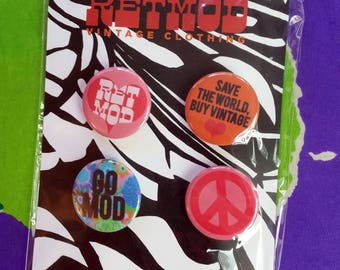 RETMOD
VINTAGE CLOTHING
RET
MOD
SAVE
THE WORLD,
BUY VINTAGE
GO
MOD